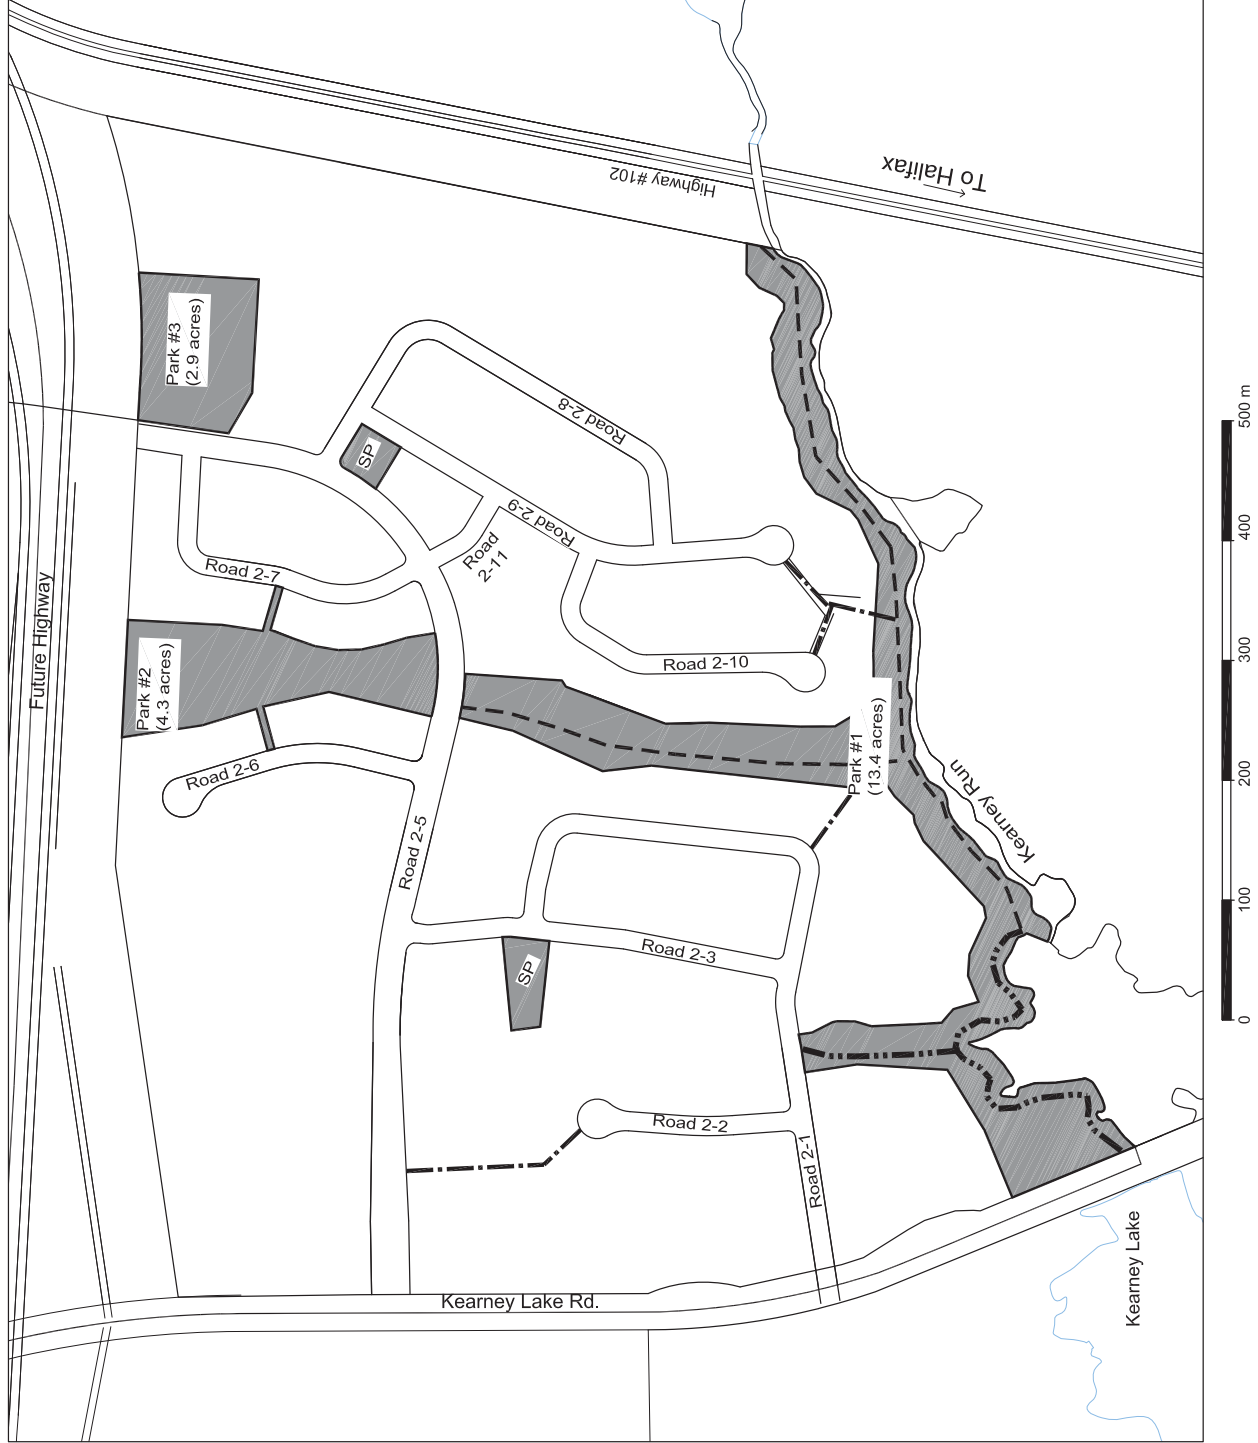 To Halifax
Highway #102
Park #3
(2.9 acres)
Road 2-8
SP
Road 2-9
Road
2-11
Road 2-7
Future Highway
Park #2
(4.3 acres)
Road 2-10
Road 2-6
Park #1
(13.4 acres)
Kearney Run
Road 2-5
Road 2-3
SP
Road 2-2
Road 2-1
Kearney Lake Rd.
Kearney Lake
0
100
200
300
400
500 m